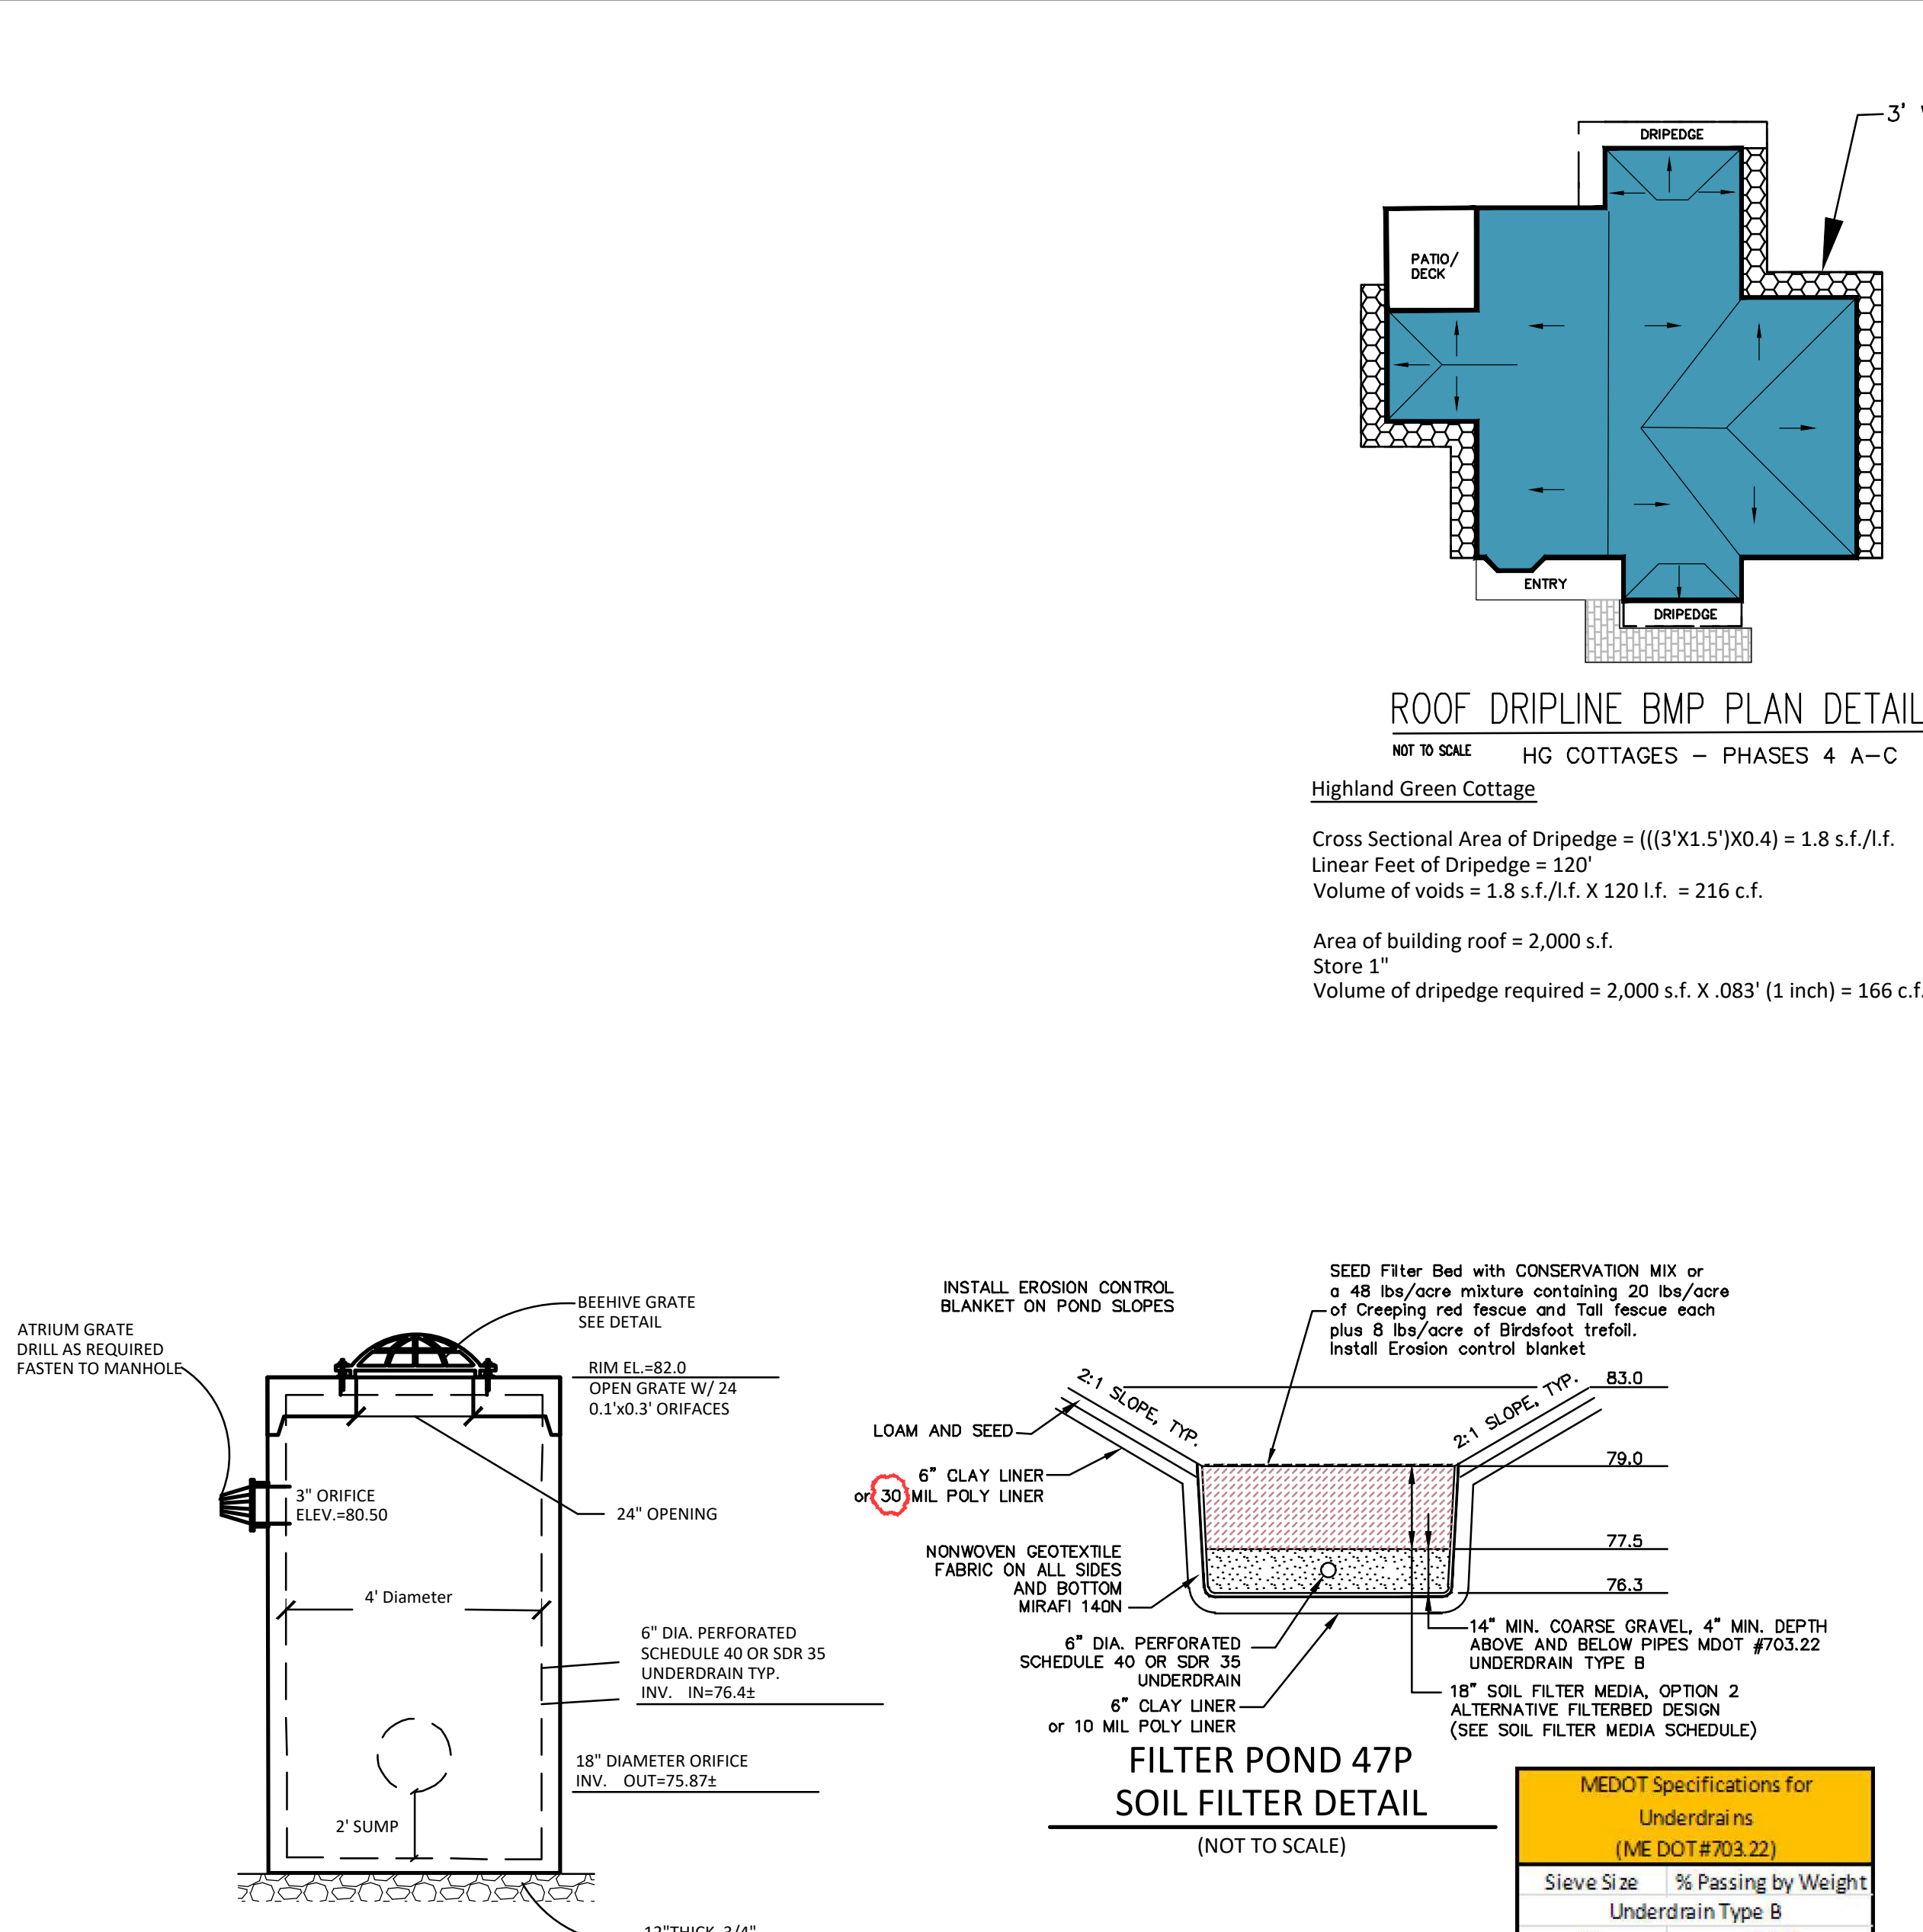 3'
DRIPEDGE
PATIO/
DECK
ENTRY
DRIPEDGE
ROOF DRIPLINE BMP PLAN DETAIL
NOT TO SCALE
HG COTTAGES - PHASES 4 A-C
Highland Green Cottage
Cross Sectional Area of Dripedge = (((3'X1.5')X0.4) = 1.8 s.f./l.f.
Linear Feet of Dripedge = 120'
Volume of voids = 1.8 s.f./l.f. X 120 l.f. = 216 c.f.
Area of building roof = 2,000 s.f.
Store 1"
Volume of dripedge required = 2,000 s.f. X .083' (1 inch) = 166 c.f.
ATRIUM GRATE
DRILL AS REQUIRED
FASTEN TO MANHOLE
BEEHIVE GRATE
SEE DETAIL
RIM EL.=82.0
OPEN GRATE W/ 24
0.1'x0.3' ORIFACES
3" ORIFICE
ELEV.=80.50
24" OPENING
4' Diameter
6" DIA. PERFORATED
SCHEDULE 40 OR SDR 35
UNDERDRAIN TYP.
INV. IN=76.4±
18" DIAMETER ORIFICE
INV. OUT=75.87±
2' SUMP
12"THICK, 3/4"
INSTALL EROSION CONTROL
BLANKET ON POND SLOPES
SEED Filter Bed with CONSERVATION MIX or
a 48 lbs/acre mixture containing 20 lbs/acre
of Creeping red fescue and Tall fescue each
plus 8 lbs/acre of Birdsfoot trefoil.
Install Erosion control blanket
2:1 SLOPE, TYP.
2:1 SLOPE, TYP.
83.0
79.0
77.5
76.3
LOAM AND SEED
6" CLAY LINER
or 30 MIL POLY LINER
NONWOVEN GEOTEXTILE
FABRIC ON ALL SIDES
AND BOTTOM
MIRAFI 140N
6" DIA. PERFORATED
SCHEDULE 40 OR SDR 35
UNDERDRAIN
6" CLAY LINER
or 10 MIL POLY LINER
14" MIN. COARSE GRAVEL, 4" MIN. DEPTH
ABOVE AND BELOW PIPES MDOT #703.22
UNDERDRAIN TYPE B
18" SOIL FILTER MEDIA, OPTION 2
ALTERNATIVE FILTERBED DESIGN
(SEE SOIL FILTER MEDIA SCHEDULE)
FILTER POND 47P
SOIL FILTER DETAIL
(NOT TO SCALE)
MEDOT Specifications for
Underdrains
(ME DOT#703.22)
Sieve Size % Passing by Weight
Underdrain Type B